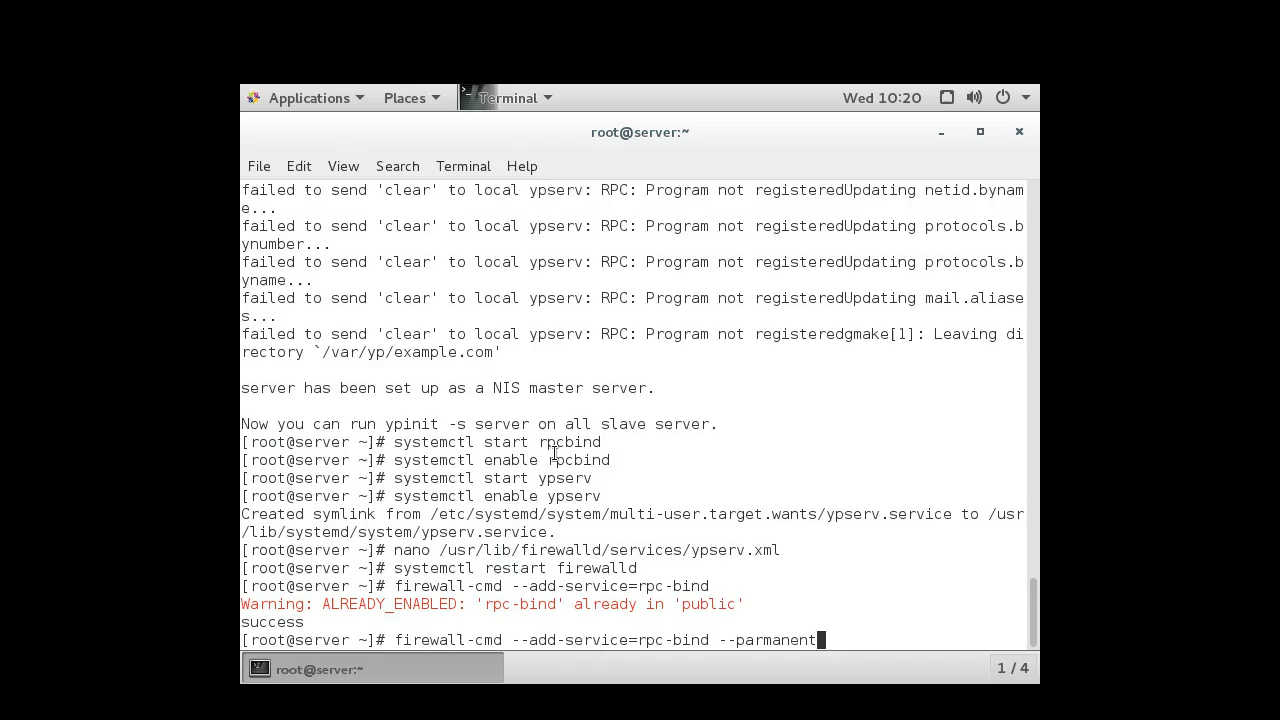 Applications Places Terminal Wed 10:20
root@server:~
File Edit View Search Terminal Help
failed to send 'clear' to local ypserv: RPC: Program not registeredUpdating netid.bynam
e...
failed to send 'clear' to local ypserv: RPC: Program not registeredUpdating protocols.b
ynumber...
failed to send 'clear' to local ypserv: RPC: Program not registeredUpdating protocols.b
yname...
failed to send 'clear' to local ypserv: RPC: Program not registeredUpdating mail.aliase
s...
failed to send 'clear' to local ypserv: RPC: Program not registeredgmake[1]: Leaving di
rectory `/var/yp/example.com'
server has been set up as a NIS master server.
Now you can run ypinit -s server on all slave server.
[root@server ~]# systemctl start rpcbind
[root@server ~]# systemctl enable rpcbind
[root@server ~]# systemctl start ypserv
[root@server ~]# systemctl enable ypserv
Created symlink from /etc/systemd/system/multi-user.target.wants/ypserv.service to /usr
/lib/systemd/system/ypserv.service.
[root@server ~]# nano /usr/lib/firewalld/services/ypserv.xml
[root@server ~]# systemctl restart firewalld
[root@server ~]# firewall-cmd --add-service=rpc-bind
Warning: ALREADY_ENABLED: 'rpc-bind' already in 'public'
success
[root@server ~]# firewall-cmd --add-service=rpc-bind --parmanent
root@server:~ 1 / 4